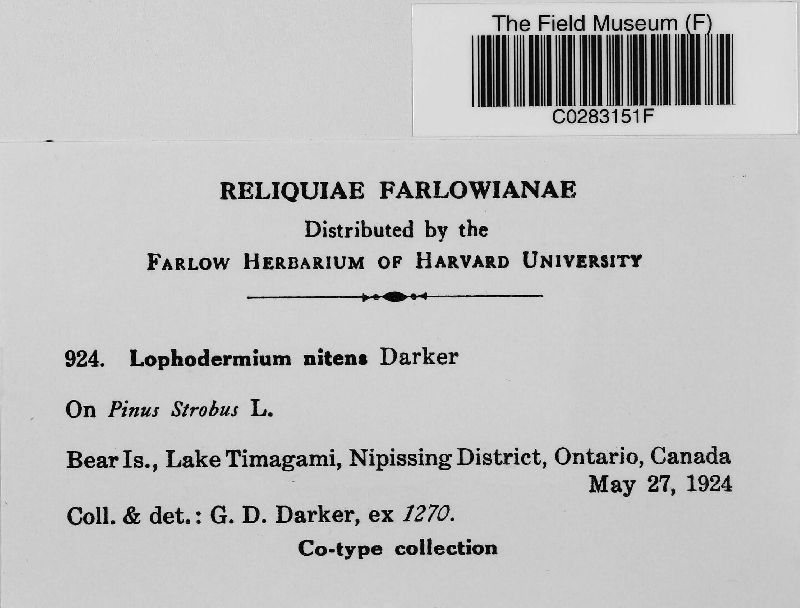 The Field Museum (F)
C0283151F
RELIQUIAE FARLOWIANAE
Distributed by the
FARLOW HERBARIUM OF HARVARD UNIVERSITY
924. Lophodermium nitens Darker
On Pinus Strobus L.
Bear Is., Lake Timagami, Nipissing District, Ontario, Canada
May 27, 1924
Coll. & det.: G. D. Darker, ex 1270.
Co-type collection